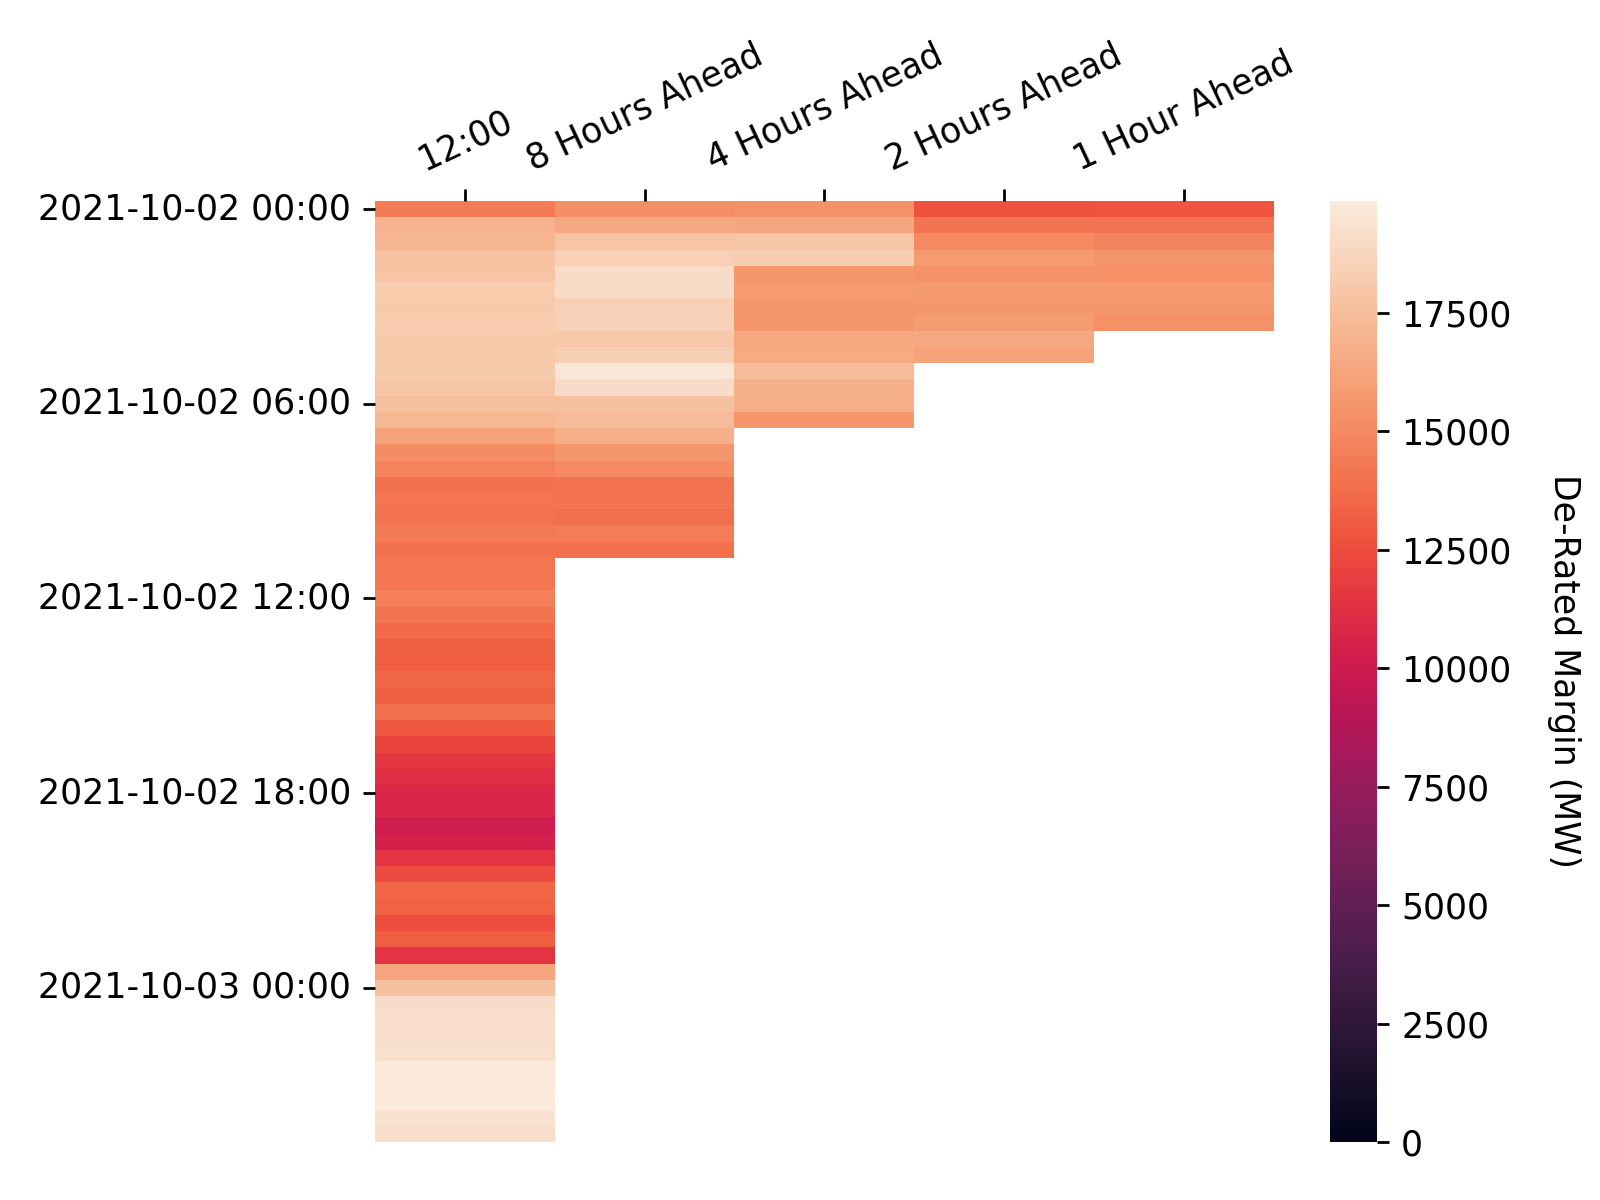 12:00
8 Hours Ahead
4 Hours Ahead
2 Hours Ahead
1 Hour Ahead
2021-10-02 00:00
2021-10-02 06:00
2021-10-02 12:00
2021-10-02 18:00
2021-10-03 00:00
17500
15000
12500
10000
7500
5000
2500
0
De-Rated Margin (MW)